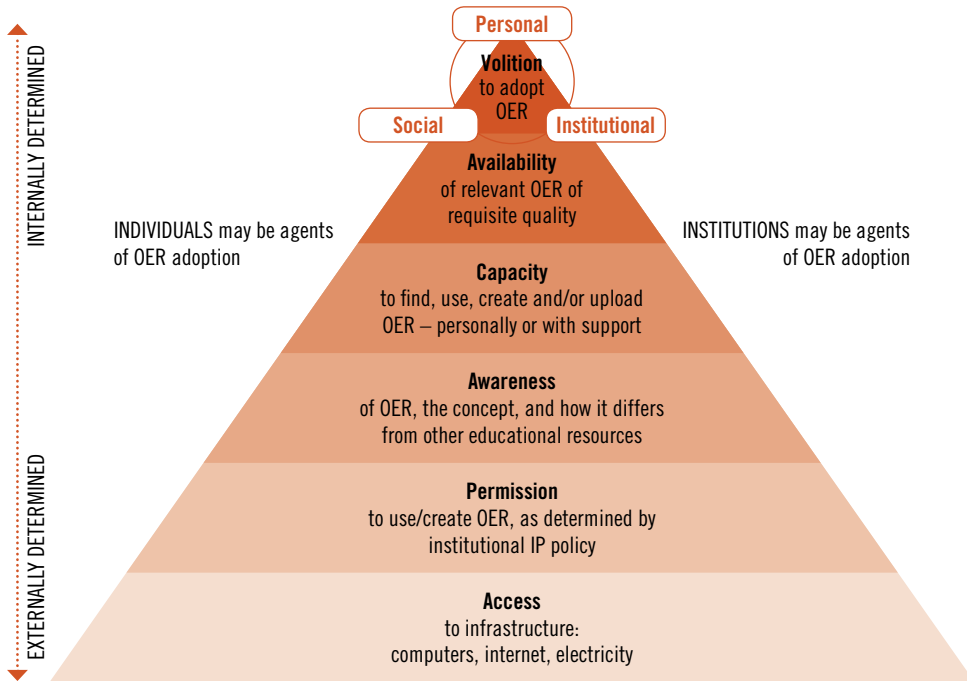 Personal
Volition
to adopt
OER
Social
Institutional
Availability
of relevant OER of
requisite quality
INTERNALLY DETERMINED
INDIVIDUALS may be agents
of OER adoption
INSTITUTIONS may be agents
of OER adoption
Capacity
to find, use, create and/or upload
OER – personally or with support
Awareness
of OER, the concept, and how it differs
from other educational resources
EXTERNALLY DETERMINED
Permission
to use/create OER, as determined by
institutional IP policy
Access
to infrastructure:
computers, internet, electricity